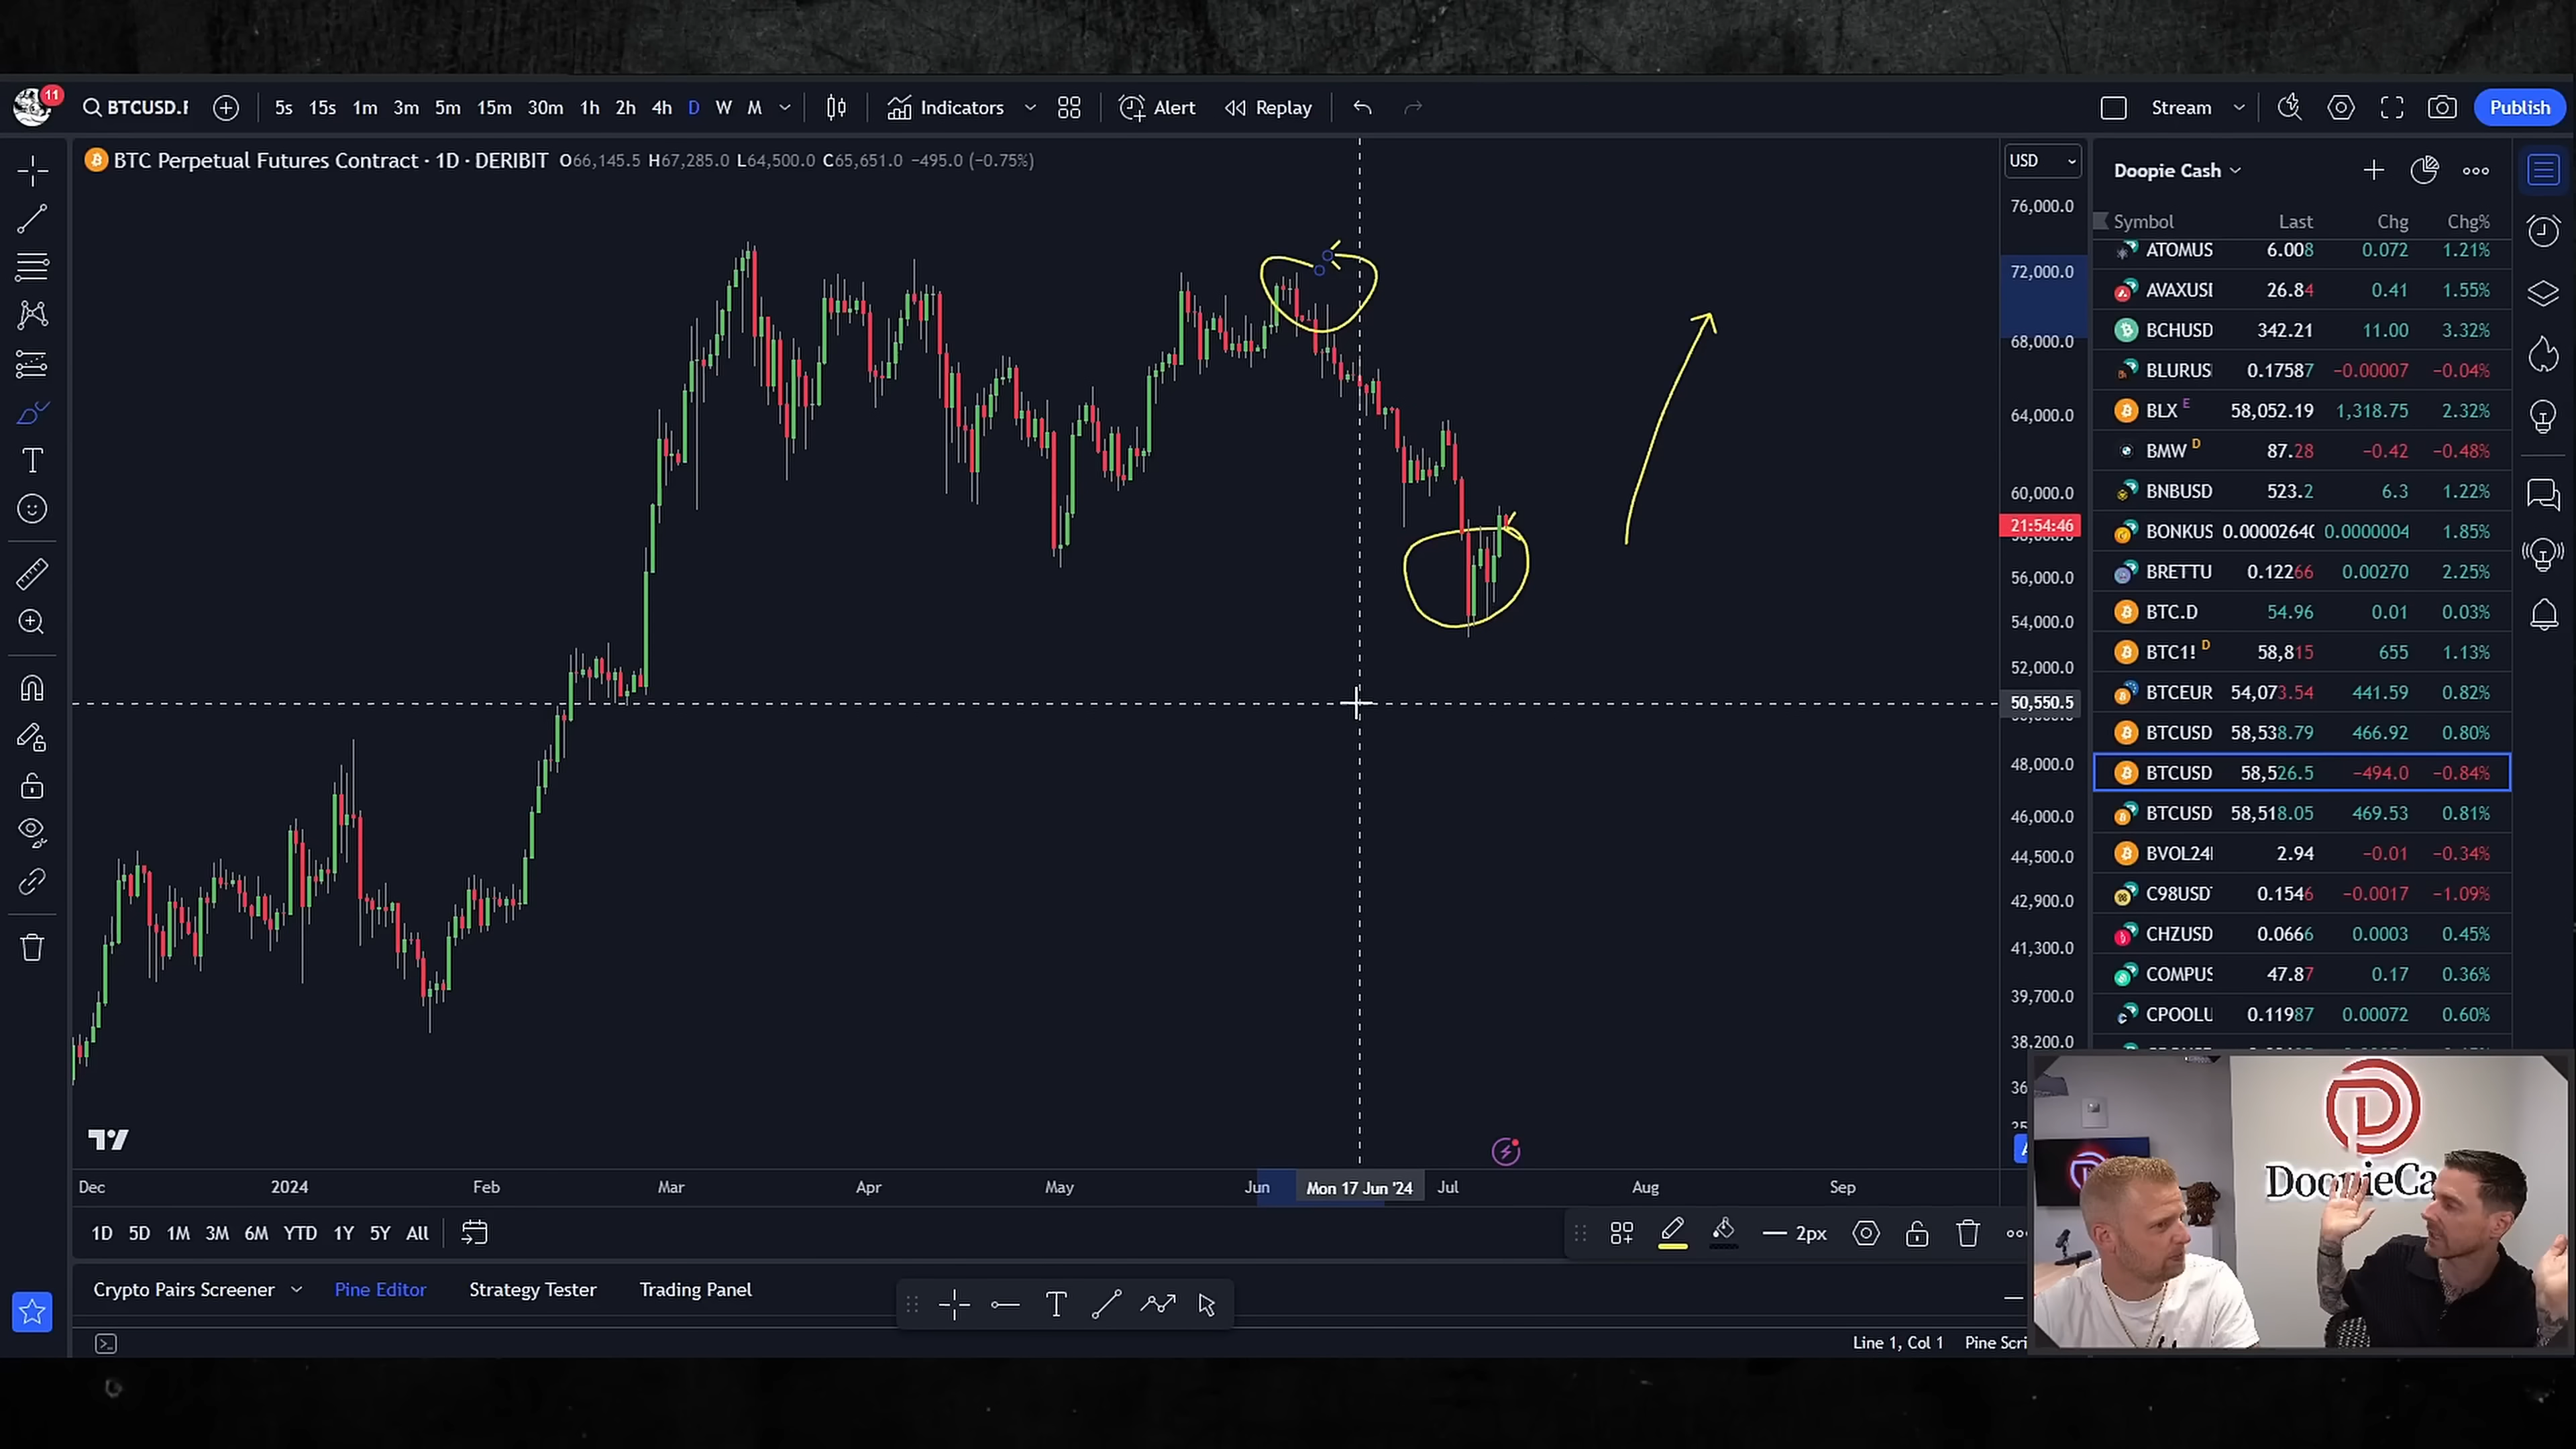 11
BTCUSD.F
5s 15s 1m 3m 5m 15m 30m 1h 2h 4h D W M
Indicators
Alert
Replay
Stream
Publish
BTC Perpetual Futures Contract · 1D · DERIBIT O66,145.5 H67,285.0 L64,500.0 C65,651.0 −495.0 (−0.75%)
USD
76,000.0
72,000.0
68,000.0
64,000.0
60,000.0
21:54:46
56,000.0
54,000.0
52,000.0
50,550.5
48,000.0
46,000.0
44,500.0
42,900.0
41,300.0
39,700.0
38,200.0
Dec 2024 Feb Mar Apr May Jun Mon 17 Jun '24 Jul Aug Sep
Doopie Cash
Symbol Last Chg Chg%
ATOMUS 6.008 0.072 1.21%
AVAXUSI 26.84 0.41 1.55%
BCHUSD 342.21 11.00 3.32%
BLURUS 0.17587 −0.00007 −0.04%
BLX E 58,052.19 1,318.75 2.32%
BMW D 87.28 −0.42 −0.48%
BNBUSD 523.2 6.3 1.22%
BONKUS 0.0000264( 0.0000004 1.85%
BRETTU 0.12266 0.00270 2.25%
BTC.D 54.96 0.01 0.03%
BTC1! D 58,815 655 1.13%
BTCEUR 54,073.54 441.59 0.82%
BTCUSD 58,538.79 466.92 0.80%
BTCUSD 58,526.5 −494.0 −0.84%
BTCUSD 58,518.05 469.53 0.81%
BVOL24I 2.94 −0.01 −0.34%
C98USD 0.1546 −0.0017 −1.09%
CHZUSD 0.0666 0.0003 0.45%
COMPUS 47.87 0.17 0.36%
CPOOLU 0.11987 0.00072 0.60%
1D 5D 1M 3M 6M YTD 1Y 5Y All
2px
Crypto Pairs Screener
Pine Editor
Strategy Tester
Trading Panel
Line 1, Col 1
Pine Scri